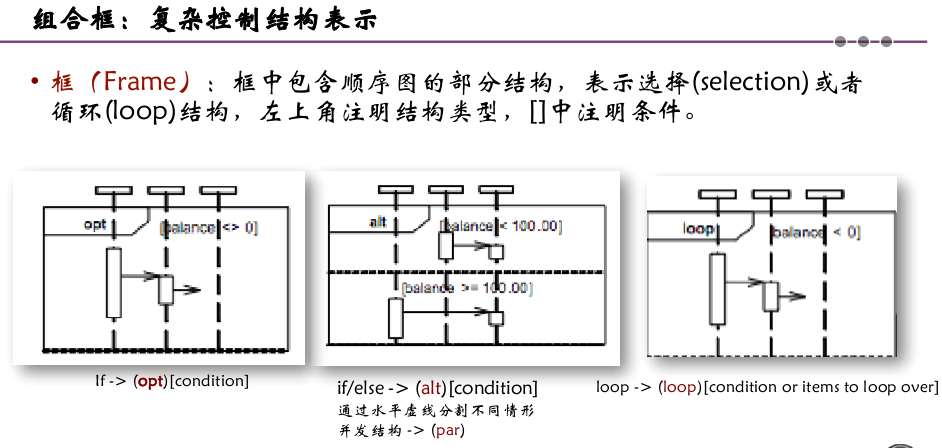 组合框：复杂控制结构表示
• 框（Frame）：框中包含顺序图的部分结构，表示选择(selection)或者
循环(loop)结构，左上角注明结构类型，[]中注明条件。
opt
[balance <> 0]
alt
[balance < 100.00]
[balance >= 100.00]
loop
[balance < 0]
If -> (opt)[condition]
if/else -> (alt)[condition]
通过水平虚线分割不同情形
并发结构 -> (par)
loop -> (loop)[condition or items to loop over]